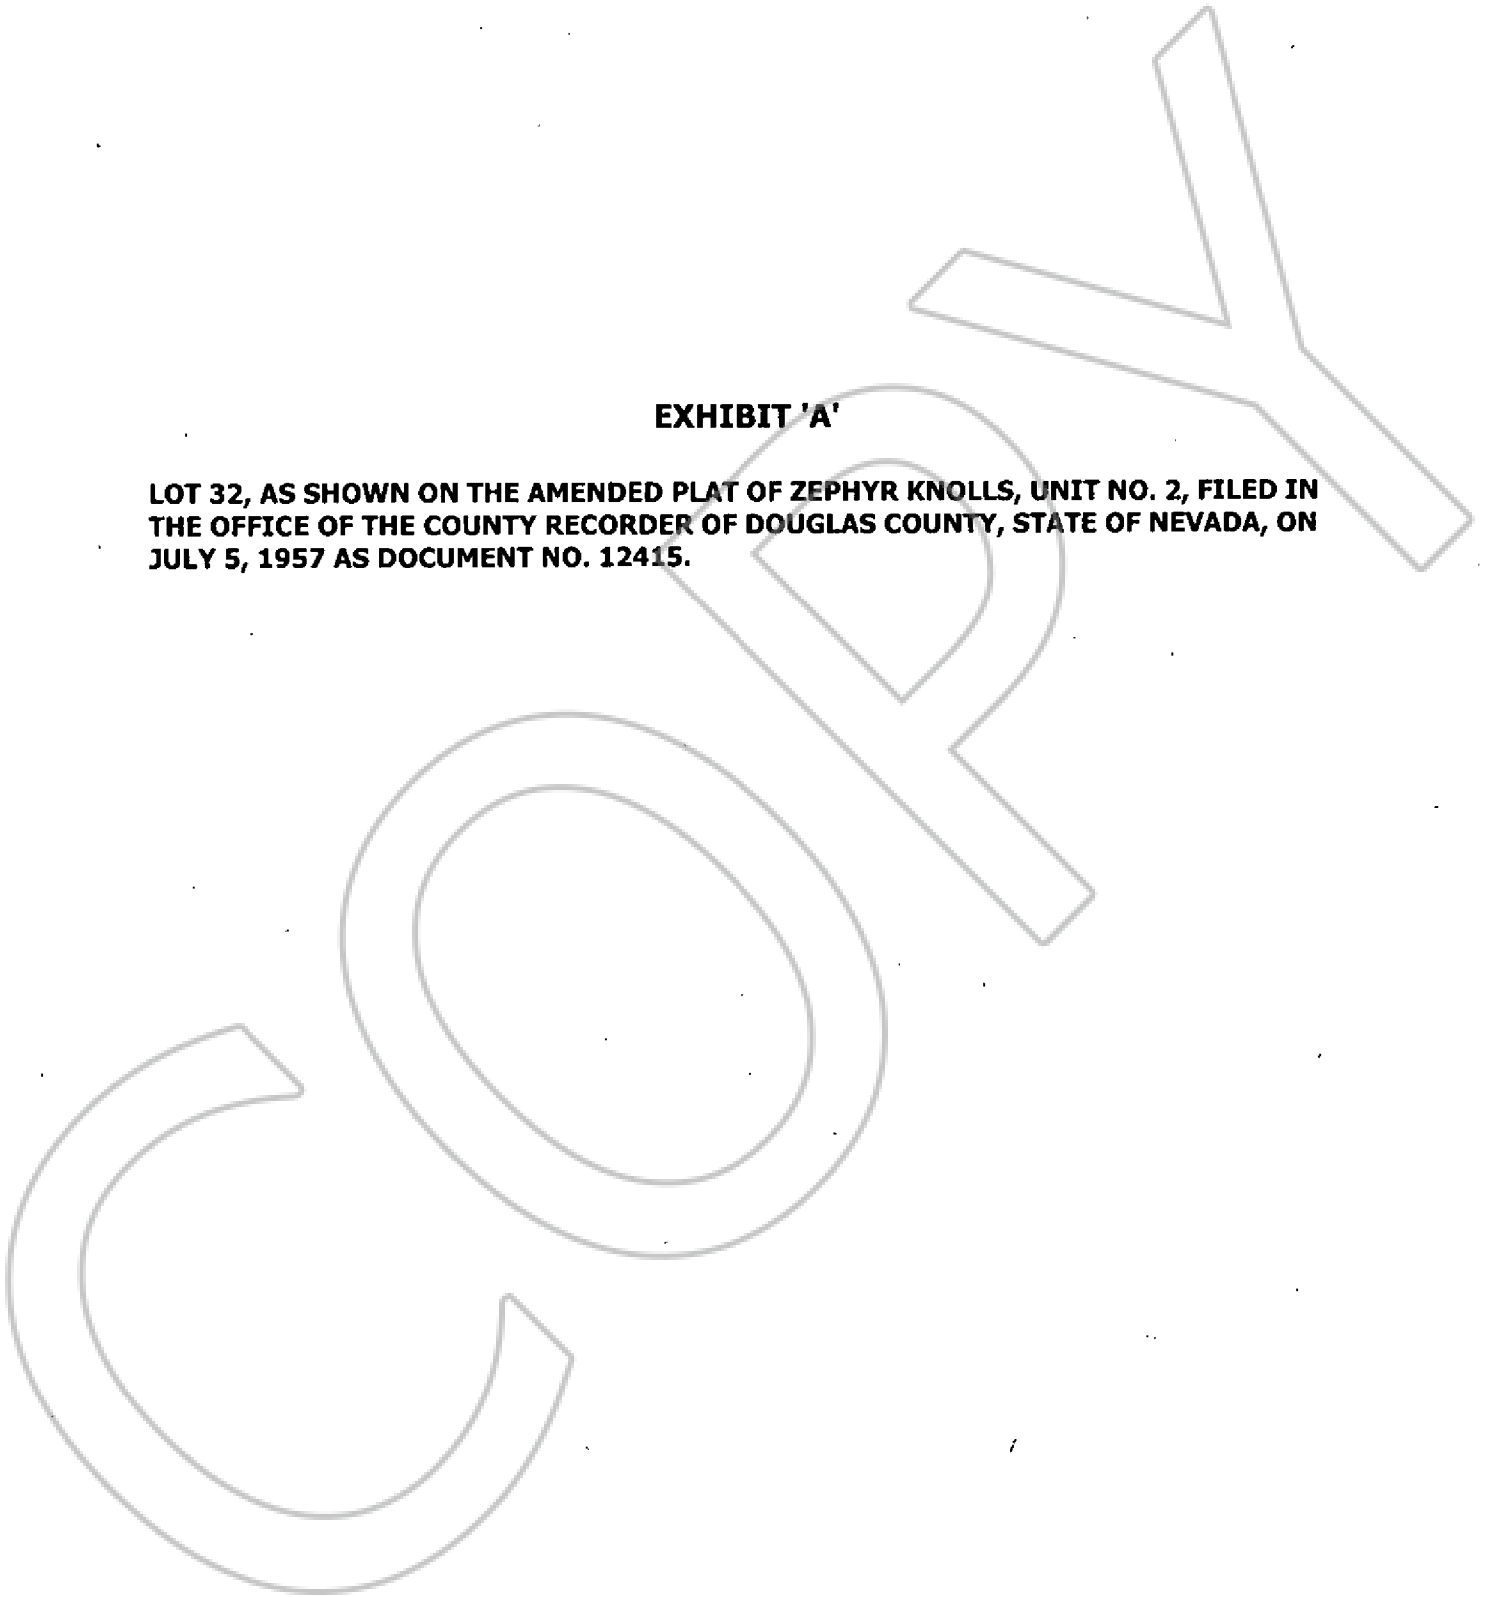 EXHIBIT 'A'
LOT 32, AS SHOWN ON THE AMENDED PLAT OF ZEPHYR KNOLLS, UNIT NO. 2, FILED IN
THE OFFICE OF THE COUNTY RECORDER OF DOUGLAS COUNTY, STATE OF NEVADA, ON
JULY 5, 1957 AS DOCUMENT NO. 12415.
COPY